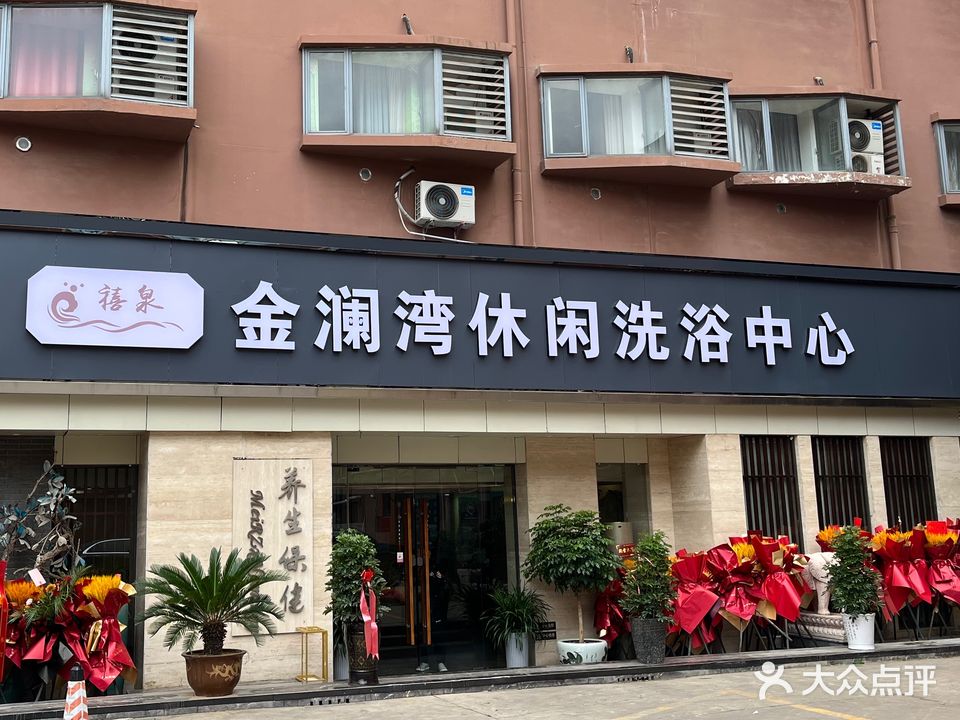 禧泉
金澜湾休闲洗浴中心
养生保健
大众点评